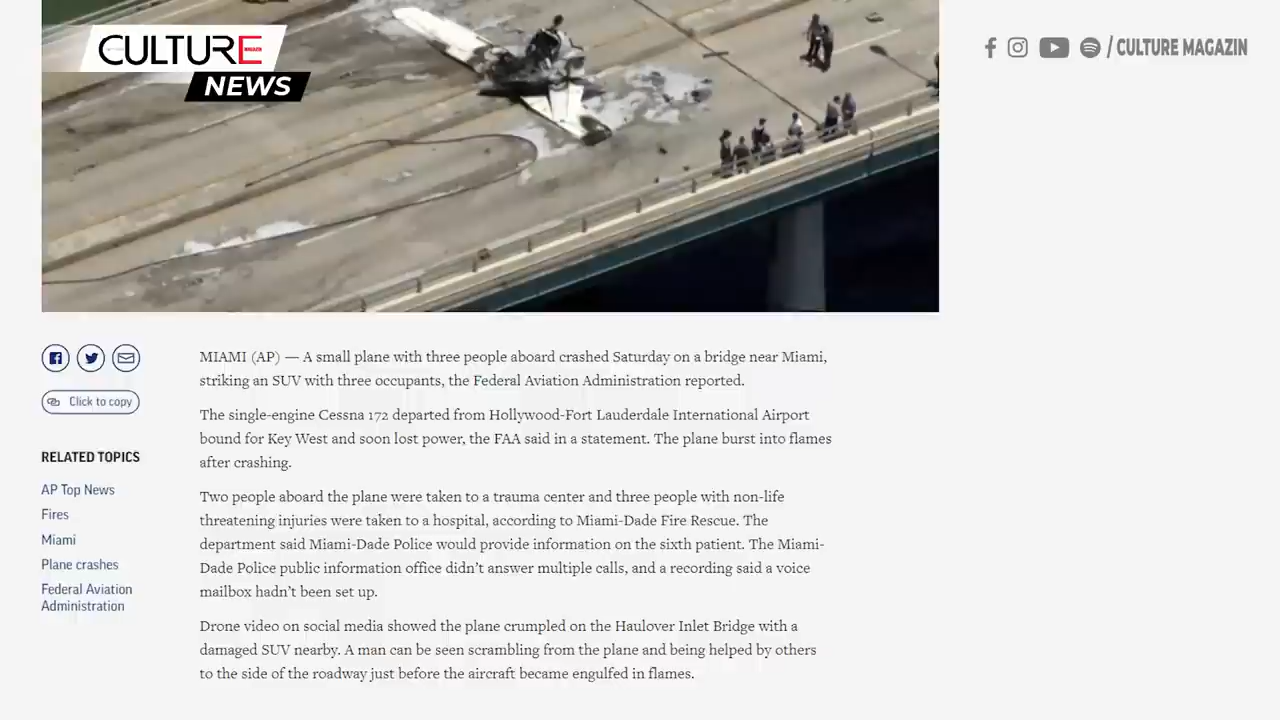 CULTURE
NEWS
/ CULTURE MAGAZIN
MIAMI (AP) — A small plane with three people aboard crashed Saturday on a bridge near Miami,
striking an SUV with three occupants, the Federal Aviation Administration reported.
The single-engine Cessna 172 departed from Hollywood-Fort Lauderdale International Airport
bound for Key West and soon lost power, the FAA said in a statement. The plane burst into flames
after crashing.
Two people aboard the plane were taken to a trauma center and three people with non-life
threatening injuries were taken to a hospital, according to Miami-Dade Fire Rescue. The
department said Miami-Dade Police would provide information on the sixth patient. The Miami-
Dade Police public information office didn't answer multiple calls, and a recording said a voice
mailbox hadn't been set up.
Drone video on social media showed the plane crumpled on the Haulover Inlet Bridge with a
damaged SUV nearby. A man can be seen scrambling from the plane and being helped by others
to the side of the roadway just before the aircraft became engulfed in flames.
Click to copy
RELATED TOPICS
AP Top News
Fires
Miami
Plane crashes
Federal Aviation
Administration